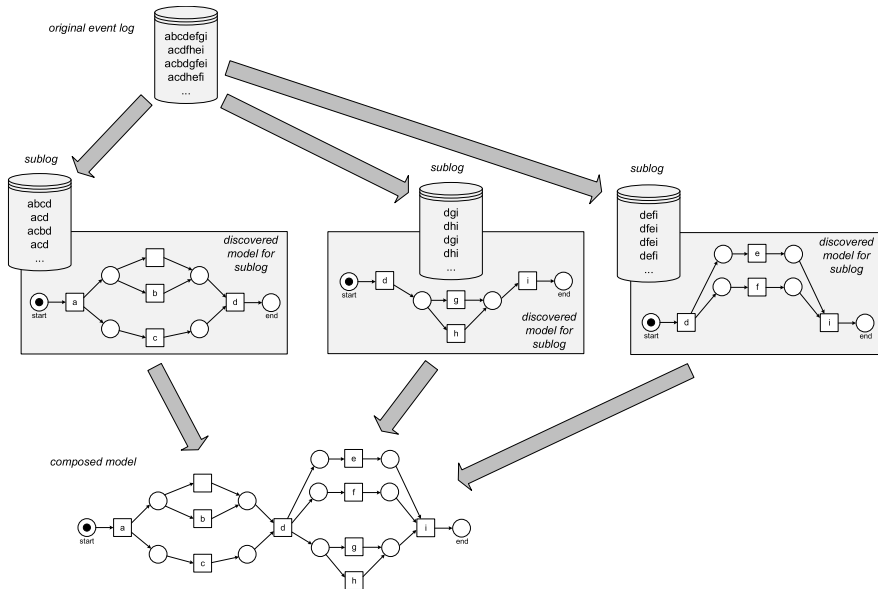 original event log
abcdefgi
acdfhei
acbdgfei
acdhefi
...
sublog
abcd
acd
acbd
acd
...
discovered
model for
sublog
start
a
b
c
d
end
sublog
dgi
dhi
dgi
dhi
...
start
d
g
h
i
end
discovered
model for
sublog
sublog
defi
dfei
dfei
defi
...
discovered
model for
sublog
start
d
e
f
i
end
composed model
start
a
b
c
d
e
f
g
h
i
end